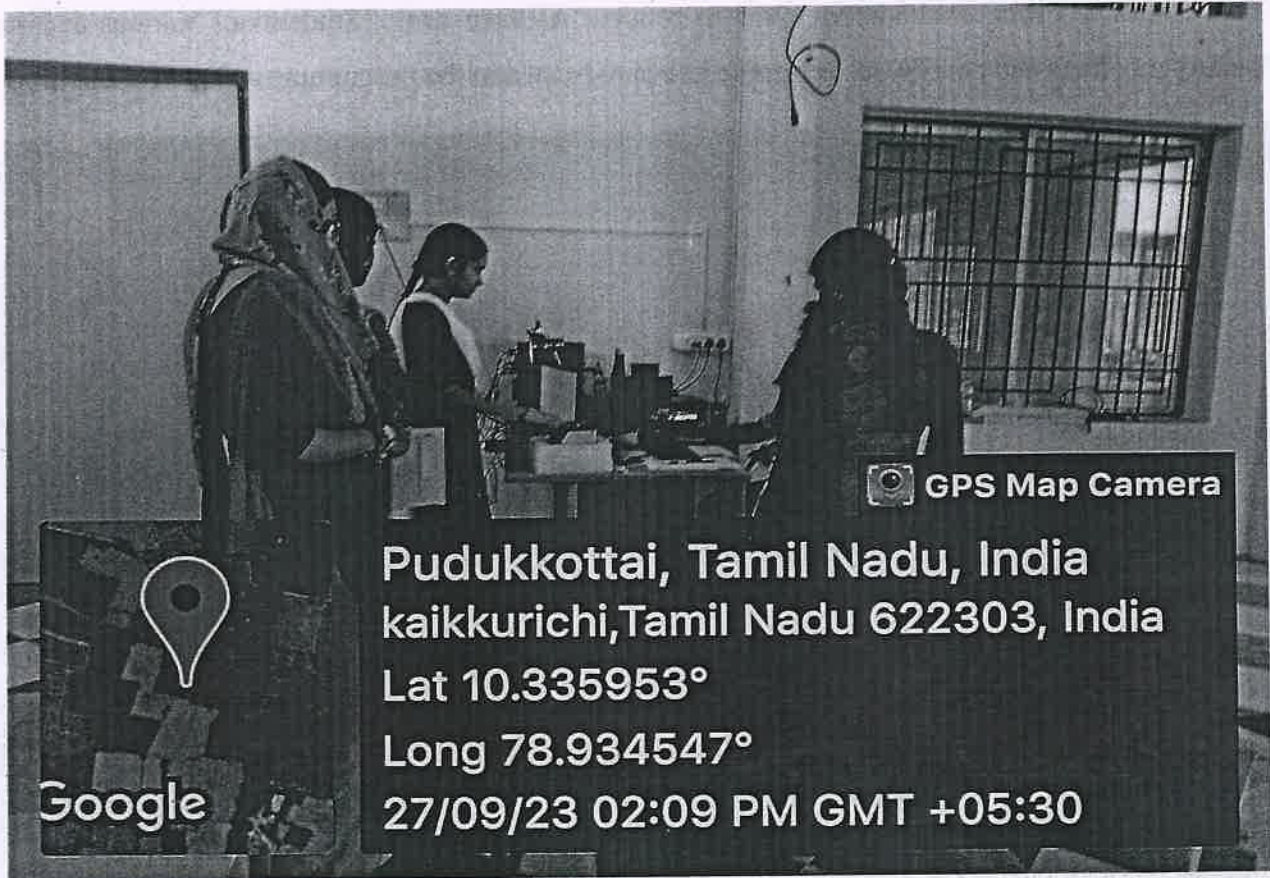 GPS Map Camera
Pudukkottai, Tamil Nadu, India
kaikkurichi,Tamil Nadu 622303, India
Lat 10.335953°
Long 78.934547°
27/09/23 02:09 PM GMT +05:30
Google